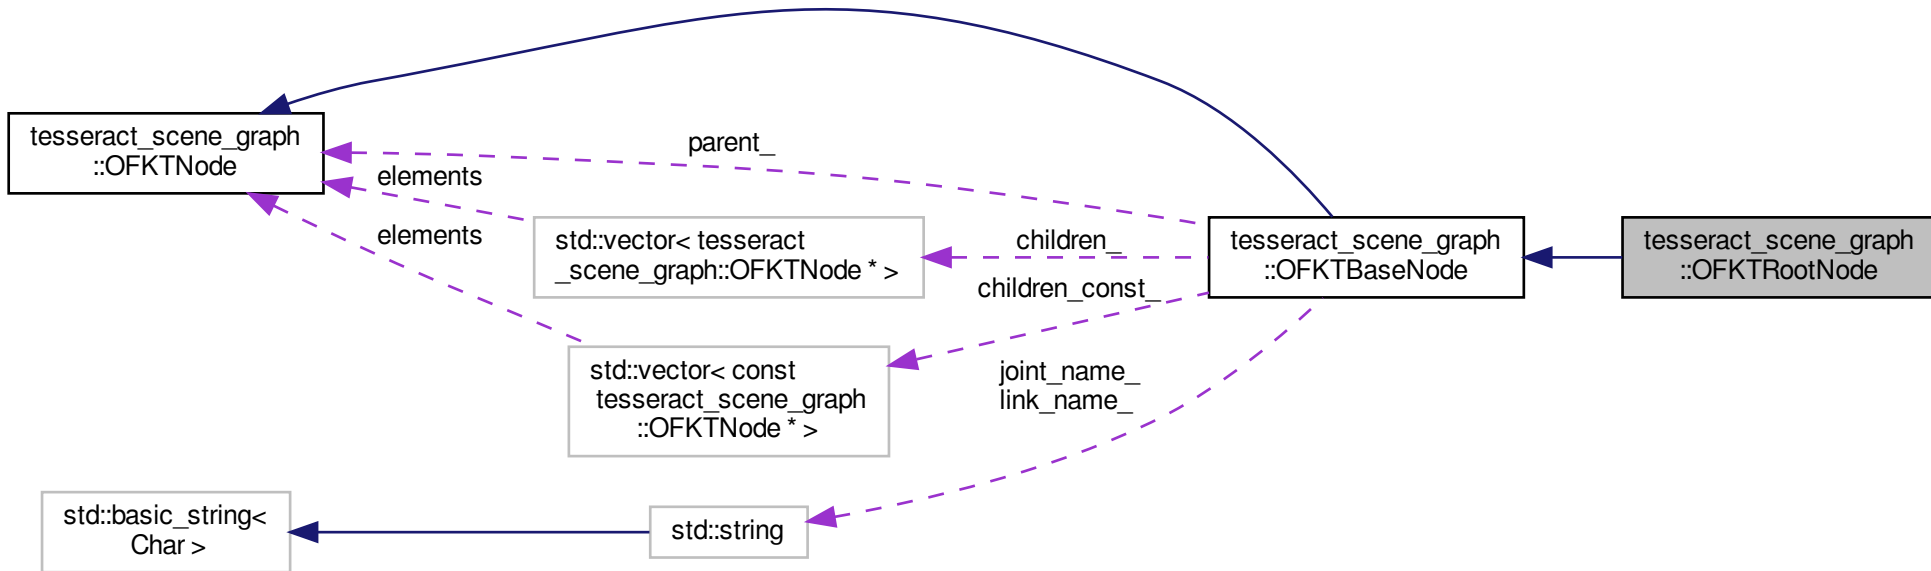 tesseract_scene_graph
::OFKTNode
parent_
elements
elements
std::vector< tesseract
_scene_graph::OFKTNode * >
children_
children_const_
tesseract_scene_graph
::OFKTBaseNode
tesseract_scene_graph
::OFKTRootNode
std::vector< const
tesseract_scene_graph
::OFKTNode * >
joint_name_
link_name_
std::basic_string<
Char >
std::string